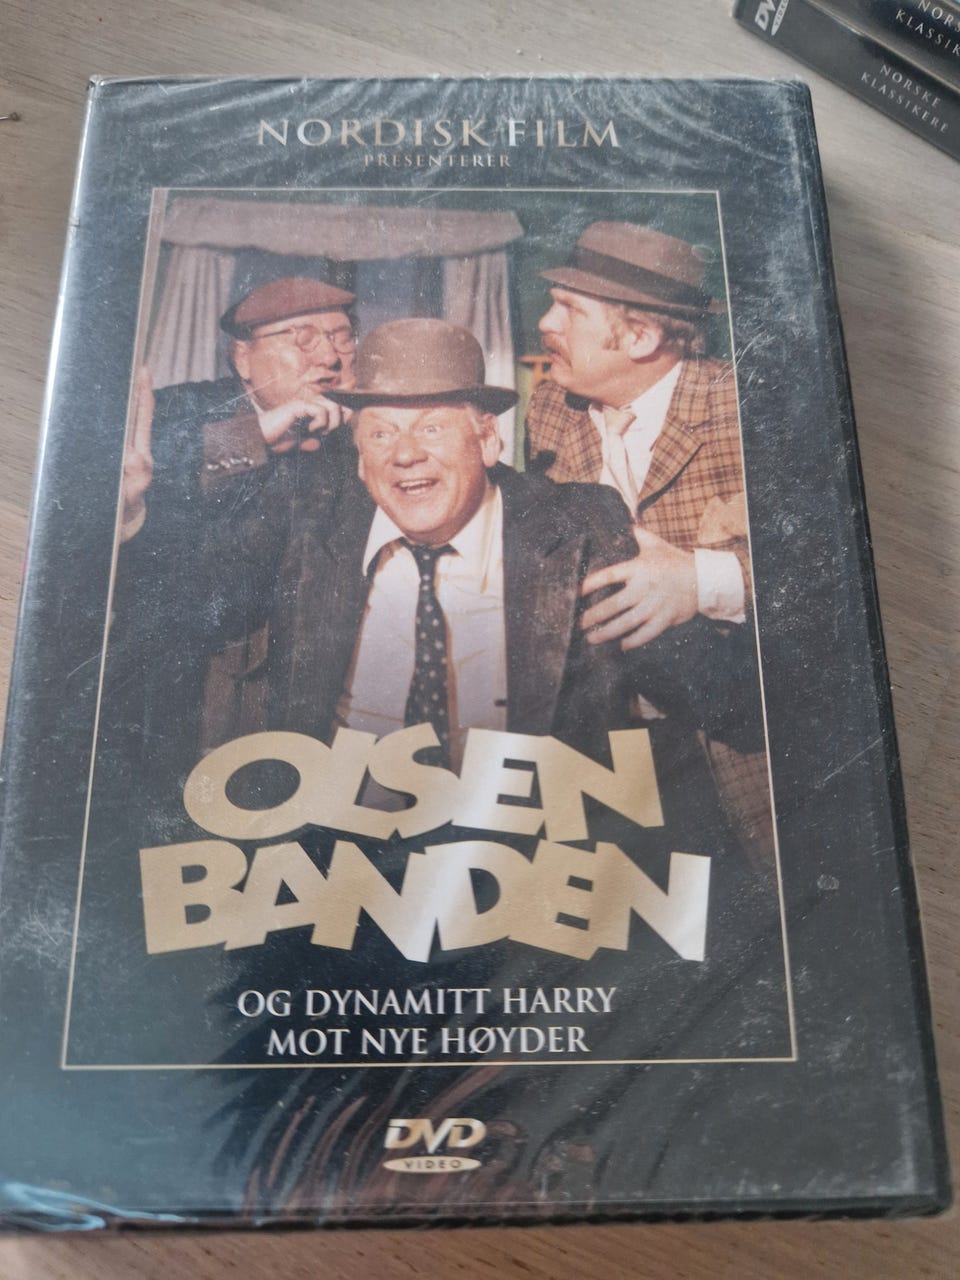 NORDISK FILM
PRESENTERER
OLSEN
BANDEN
OG DYNAMITT HARRY
MOT NYE HØYDER
DVD
VIDEO
NORSKE
KLASSIKERE